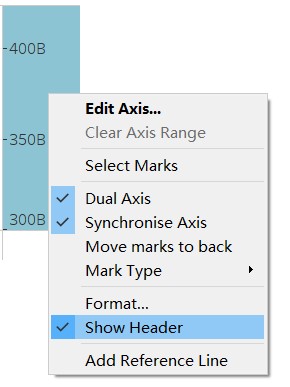 400B
350B
300B
Edit Axis...
Clear Axis Range
Select Marks
Dual Axis
Synchronise Axis
Move marks to back
Mark Type
Format...
Show Header
Add Reference Line